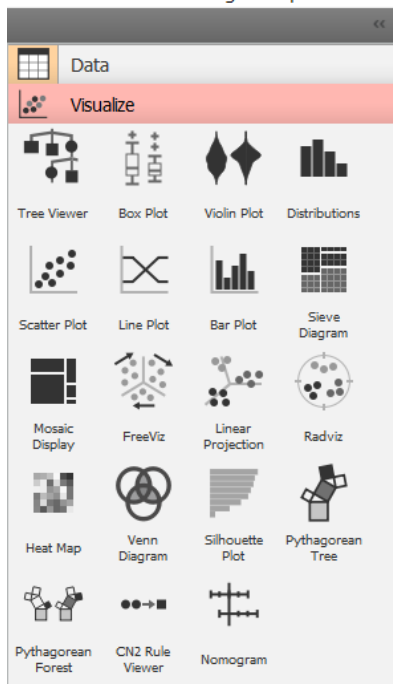 Data
Visualize
Tree Viewer
Box Plot
Violin Plot
Distributions
Scatter Plot
Line Plot
Bar Plot
Sieve
Diagram
Mosaic
Display
FreeViz
Linear
Projection
Radviz
Heat Map
Venn
Diagram
Silhouette
Plot
Pythagorean
Tree
Pythagorean
Forest
CN2 Rule
Viewer
Nomogram